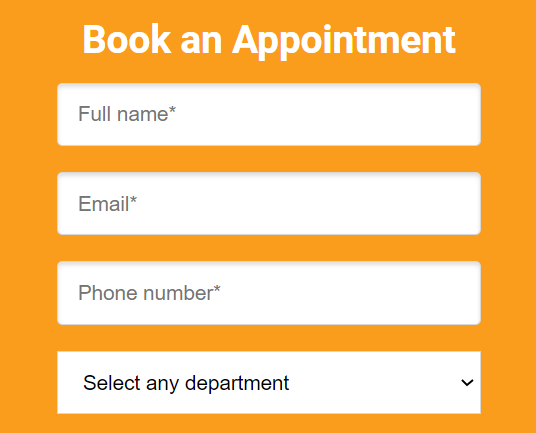 Book an Appointment
Full name*
Email*
Phone number*
Select any department